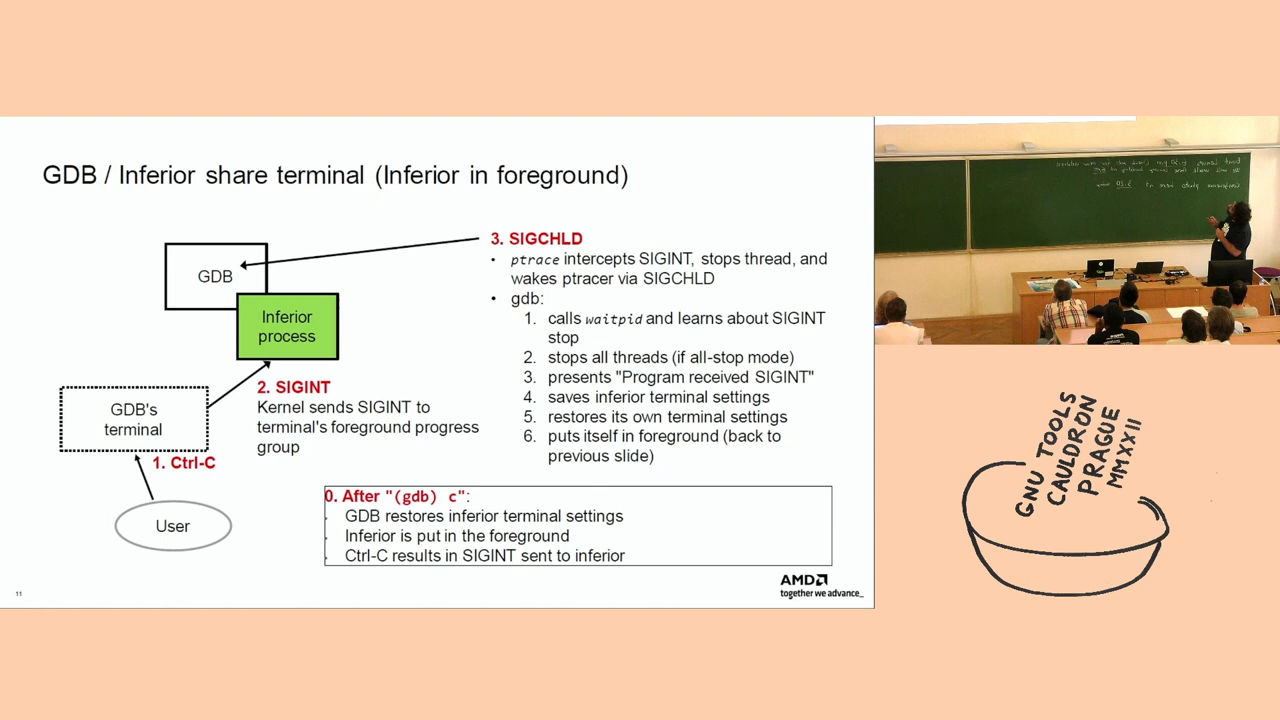 GDB / Inferior share terminal (Inferior in foreground)
GDB
Inferior
process
GDB's
terminal
1. Ctrl-C
User
2. SIGINT
Kernel sends SIGINT to
terminal's foreground progress
group
3. SIGCHLD
• ptrace intercepts SIGINT, stops thread, and
wakes ptracer via SIGCHLD
• gdb:
1. calls waitpid and learns about SIGINT
stop
2. stops all threads (if all-stop mode)
3. presents "Program received SIGINT"
4. saves inferior terminal settings
5. restores its own terminal settings
6. puts itself in foreground (back to
previous slide)
0. After "(gdb) c":
GDB restores inferior terminal settings
Inferior is put in the foreground
Ctrl-C results in SIGINT sent to inferior
11
AMD
together we advance_
GNU TOOLS
CAULDRON
PRAGUE
MMXXII